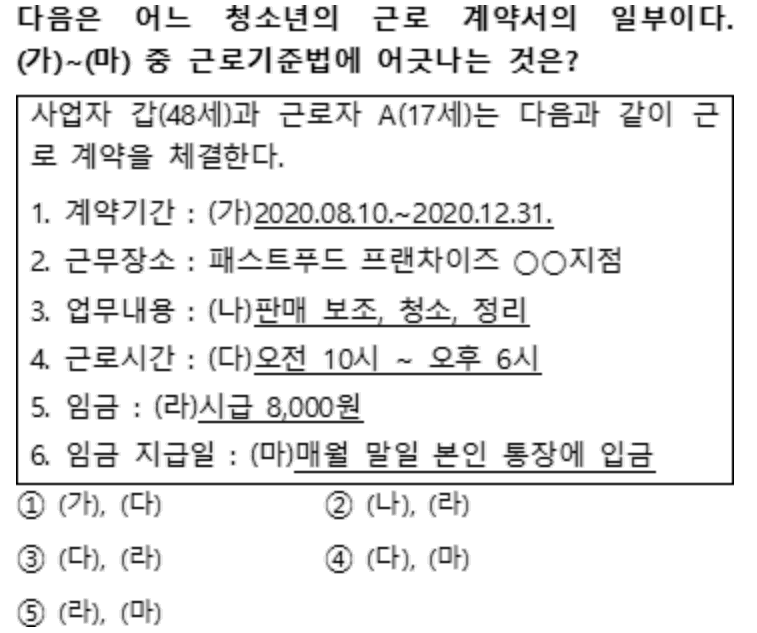 다음은 어느 청소년의 근로 계약서의 일부이다.
(가)~(마) 중 근로기준법에 어긋나는 것은?
사업자 갑(48세)과 근로자 A(17세)는 다음과 같이 근
로 계약을 체결한다.
1. 계약기간 : (가)2020.08.10.~2020.12.31.
2. 근무장소 : 패스트푸드 프랜차이즈 ○○지점
3. 업무내용 : (나)판매 보조, 청소, 정리
4. 근로시간 : (다)오전 10시 ~ 오후 6시
5. 임금 : (라)시급 8,000원
6. 임금 지급일 : (마)매월 말일 본인 통장에 입금
① (가), (다) ② (나), (라)
③ (다), (라) ④ (다), (마)
⑤ (라), (마)